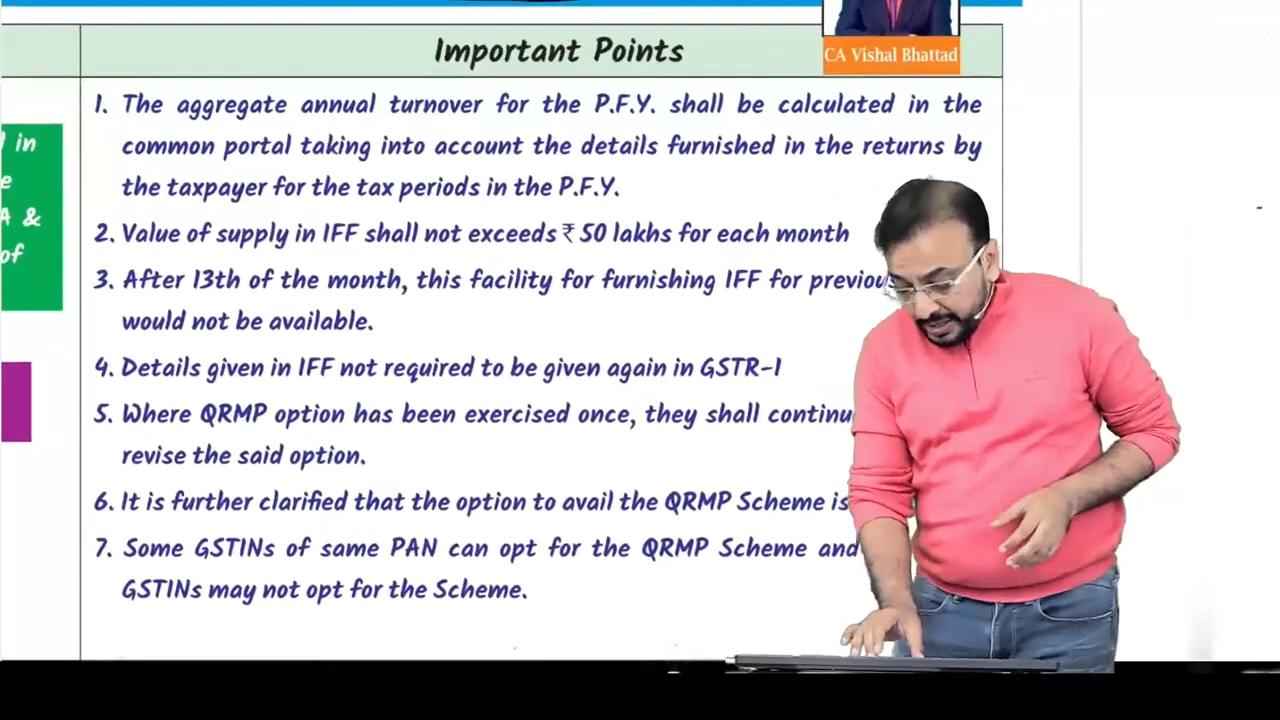 Important Points
CA Vishal Bhattad
1. The aggregate annual turnover for the P.F.Y. shall be calculated in the
common portal taking into account the details furnished in the returns by
the taxpayer for the tax periods in the P.F.Y.
2. Value of supply in IFF shall not exceeds ₹ 50 lakhs for each month
3. After 13th of the month, this facility for furnishing IFF for previous
would not be available.
4. Details given in IFF not required to be given again in GSTR-1
5. Where QRMP option has been exercised once, they shall continu
revise the said option.
6. It is further clarified that the option to avail the QRMP Scheme is
7. Some GSTINs of same PAN can opt for the QRMP Scheme and
GSTINs may not opt for the Scheme.
in
e
A &
of